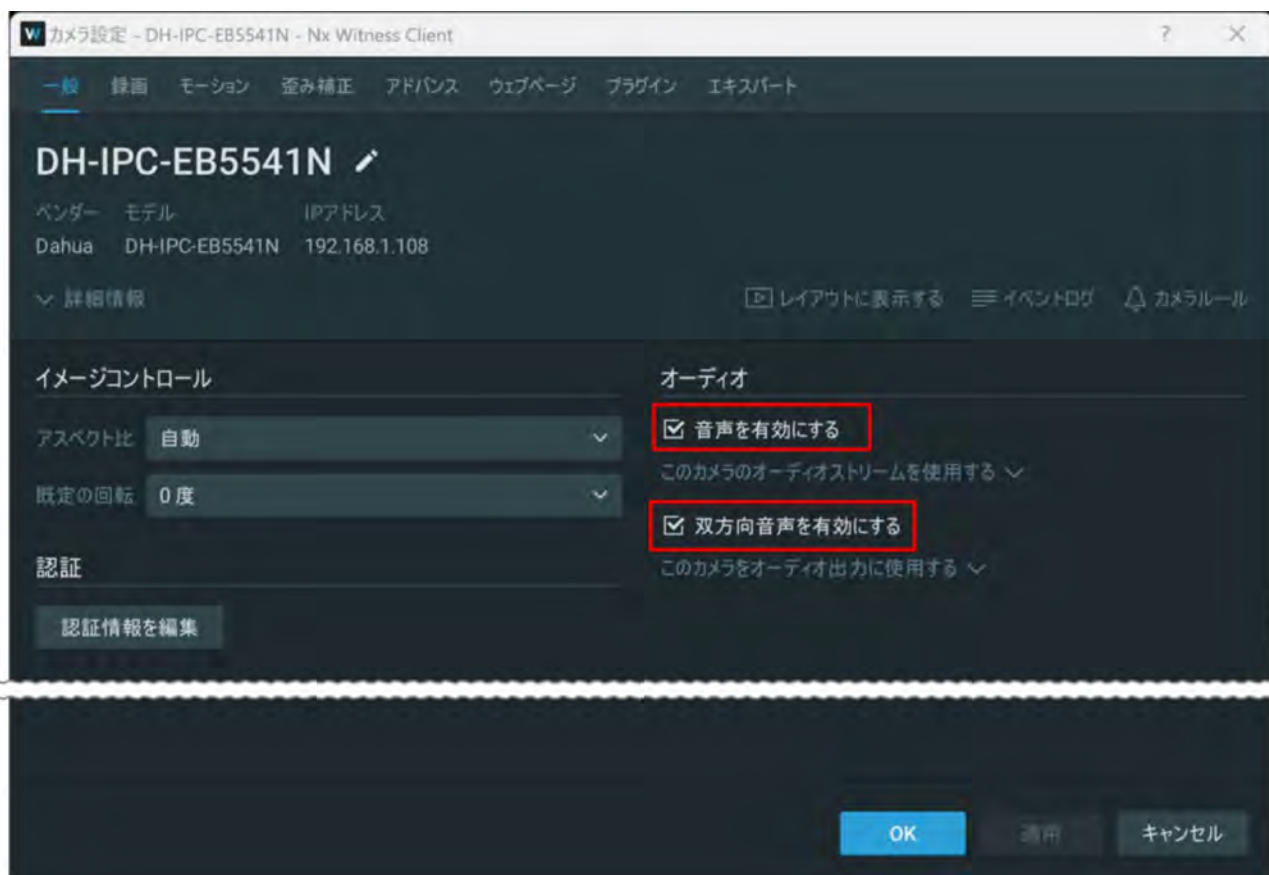 カメラ設定 - DH-IPC-EB5541N - Nx Witness Client
一般 録画 モーション 歪み補正 アドバンス ウェブページ プラグイン エキスパート
DH-IPC-EB5541N
ベンダー モデル IPアドレス
Dahua DH-IPC-EB5541N 192.168.1.108
詳細情報
レイアウトに表示する イベントログ カメラルール
イメージコントロール
アスペクト比 自動
既定の回転 0 度
認証
認証情報を編集
オーディオ
音声を有効にする
このカメラのオーディオストリームを使用する
双方向音声を有効にする
このカメラをオーディオ出力に使用する
OK 適用 キャンセル